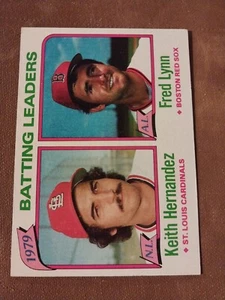 1979
BATTING LEADERS
A.L.
Fred Lynn
BOSTON RED SOX
N.L.
Keith Hernandez
ST. LOUIS CARDINALS